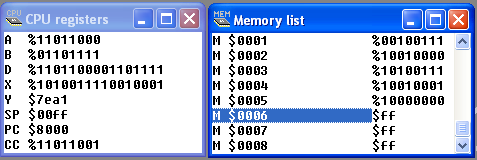 CPU CPU registers
A %11011000
B %01101111
D %1101100001101111
X %1010011110010001
Y $7ea1
SP $00ff
PC $8000
CC %11011001
MEM Memory list
M $0001 %00100111
M $0002 %10010000
M $0003 %10100111
M $0004 %10010001
M $0005 %10000000
M $0006 $ff
M $0007 $ff
M $0008 $ff